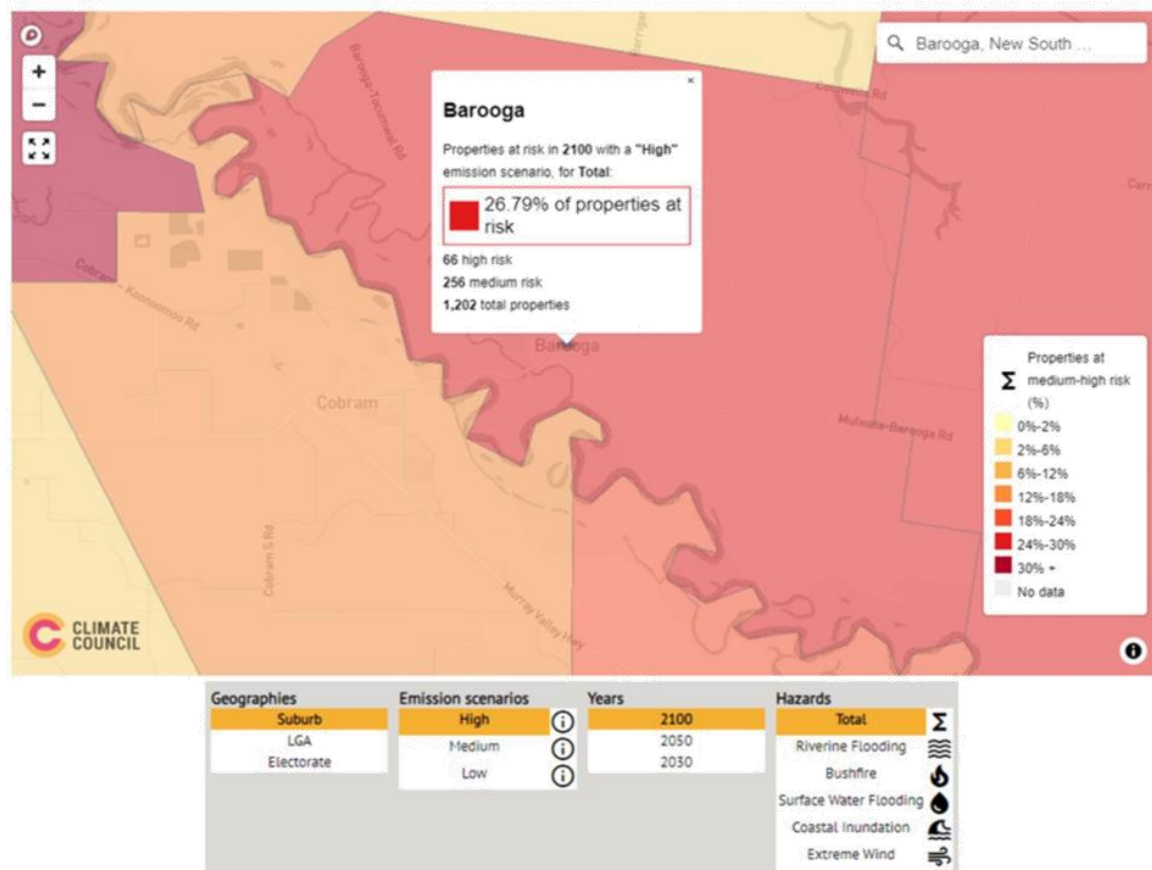 Barooga, New South ...
Barooga-Tocumwal Rd
+
−
×
Barooga
Properties at risk in 2100 with a "High"
emission scenario, for Total:
26.79% of properties at
risk
66 high risk
256 medium risk
1,202 total properties
Barooga
Cobram
Cobram - Koonoomoo Rd
Mulwala-Barooga Rd
Cobram S Rd
Murray Valley Hwy
Σ
Properties at
medium-high risk
(%)
0%-2%
2%-6%
6%-12%
12%-18%
18%-24%
24%-30%
30% +
No data
CLIMATE
COUNCIL
Geographies
Suburb
LGA
Electorate
Emission scenarios
High
Medium
Low
Years
2100
2050
2030
Hazards
Total Σ
Riverine Flooding
Bushfire
Surface Water Flooding
Coastal Inundation
Extreme Wind